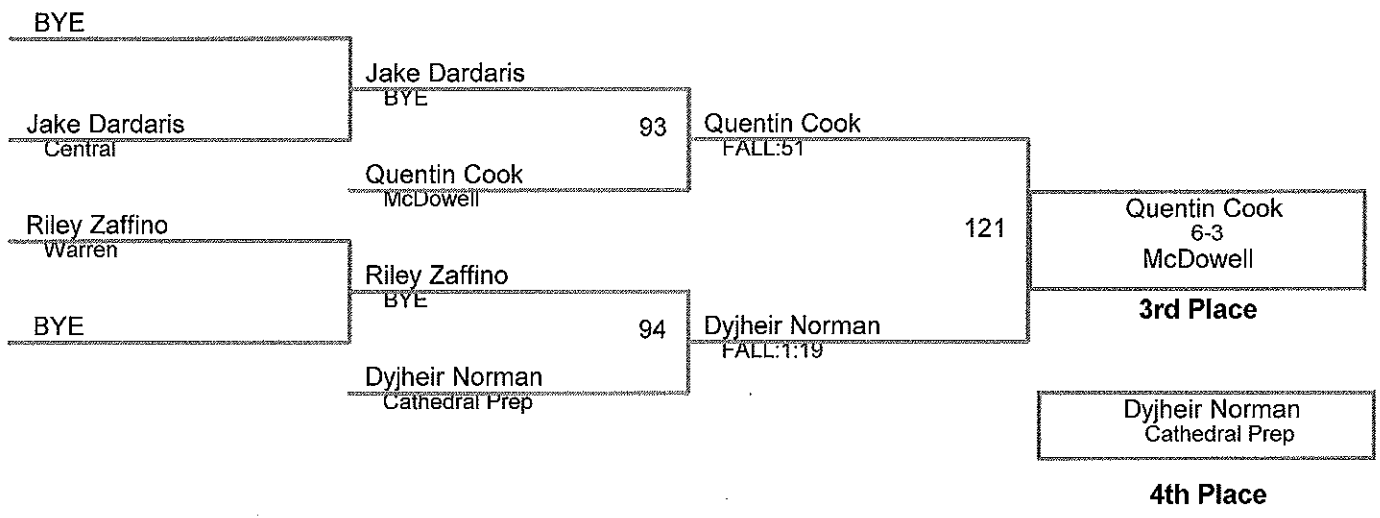 BYE
Jake Dardaris
BYE
Jake Dardaris
Central
93
Quentin Cook
FALL:51
Quentin Cook
McDowell
Riley Zaffino
Warren
121
Quentin Cook
6-3
McDowell
3rd Place
Riley Zaffino
BYE
BYE
94
Dyjheir Norman
FALL:1:19
Dyjheir Norman
Cathedral Prep
Dyjheir Norman
Cathedral Prep
4th Place